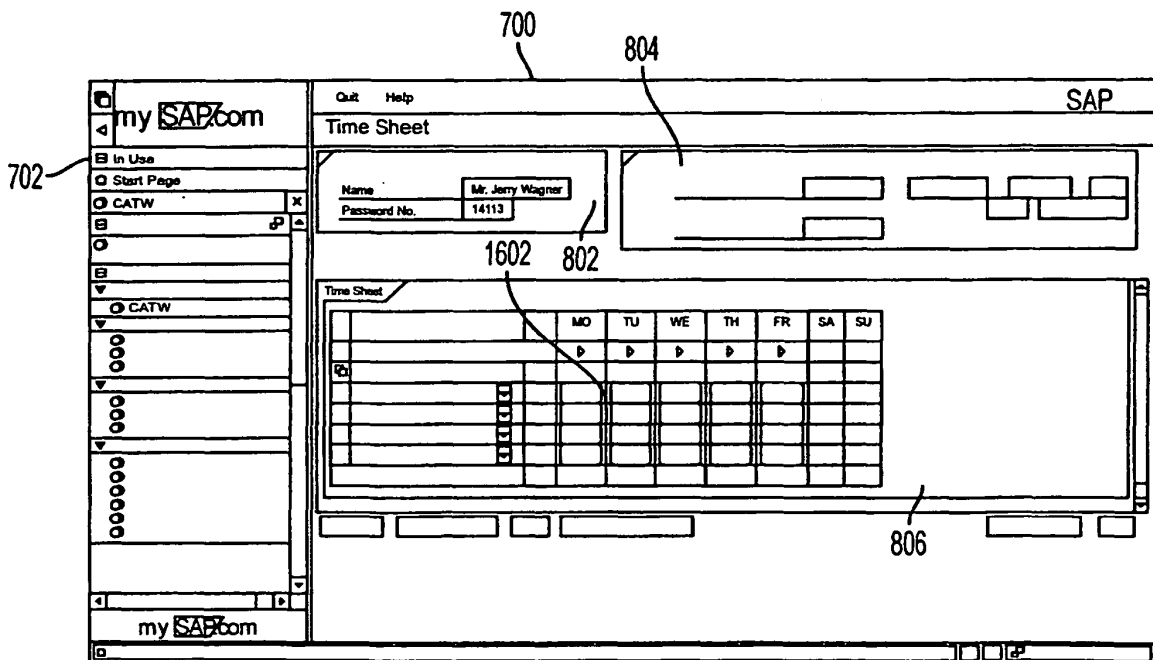 700
804
my SAP.com
Quit Help
SAP
Time Sheet
702
In Use
Start Page
CATW
Name Mr. Jerry Wagner
Password No. 14113
802
1602
Time Sheet
CATW
MO TU WE TH FR SA SU
806
my SAP.com